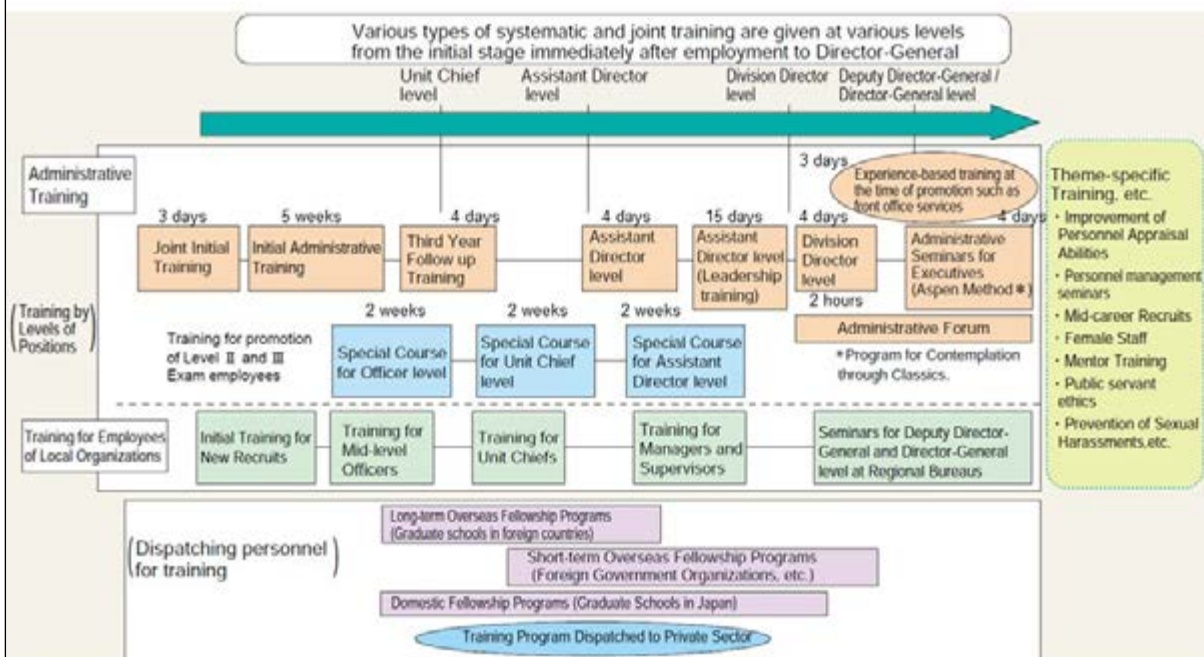 Various types of systematic and joint training are given at various levels
from the initial stage immediately after employment to Director-General
Unit Chief
level
Assistant Director
level
Division Director
level
Deputy Director-General /
Director-General level
Administrative
Training
3 days
Experience-based training at
the time of promotion such as
front office services
3 days
5 weeks
4 days
4 days
15 days
4 days
4 days
Joint Initial
Training
Initial Administrative
Training
Third Year
Follow up
Training
Assistant
Director
level
Assistant
Director level
(Leadership
training)
Division
Director
level
Administrative
Seminars for
Executives
(Aspen Method*)
2 hours
Administrative Forum
*Program for Contemplation
through Classics.
(Training by
Levels of
Positions)
Training for promotion
of Level Ⅱ and Ⅲ
Exam employees
2 weeks
2 weeks
2 weeks
Special Course
for Officer level
Special Course
for Unit Chief
level
Special Course
for Assistant
Director level
Training for Employees
of Local Organizations
Initial Training for
New Recruits
Training for
Mid-level
Officers
Training for
Unit Chiefs
Training for
Managers and
Supervisors
Seminars for Deputy Director-
General and Director-General
level at Regional Bureaus
Theme-specific
Training, etc.
・Improvement of
Personnel Appraisal
Abilities
・Personnel management
seminars
・Mid-career Recruits
・Female Staff
・Mentor Training
・Public servant
ethics
・Prevention of Sexual
Harassments,etc.
(Dispatching personnel
for training)
Long-term Overseas Fellowship Programs
(Graduate schools in foreign countries)
Short-term Overseas Fellowship Programs
(Foreign Government Organizations, etc.)
Domestic Fellowship Programs (Graduate Schools in Japan)
Training Program Dispatched to Private Sector